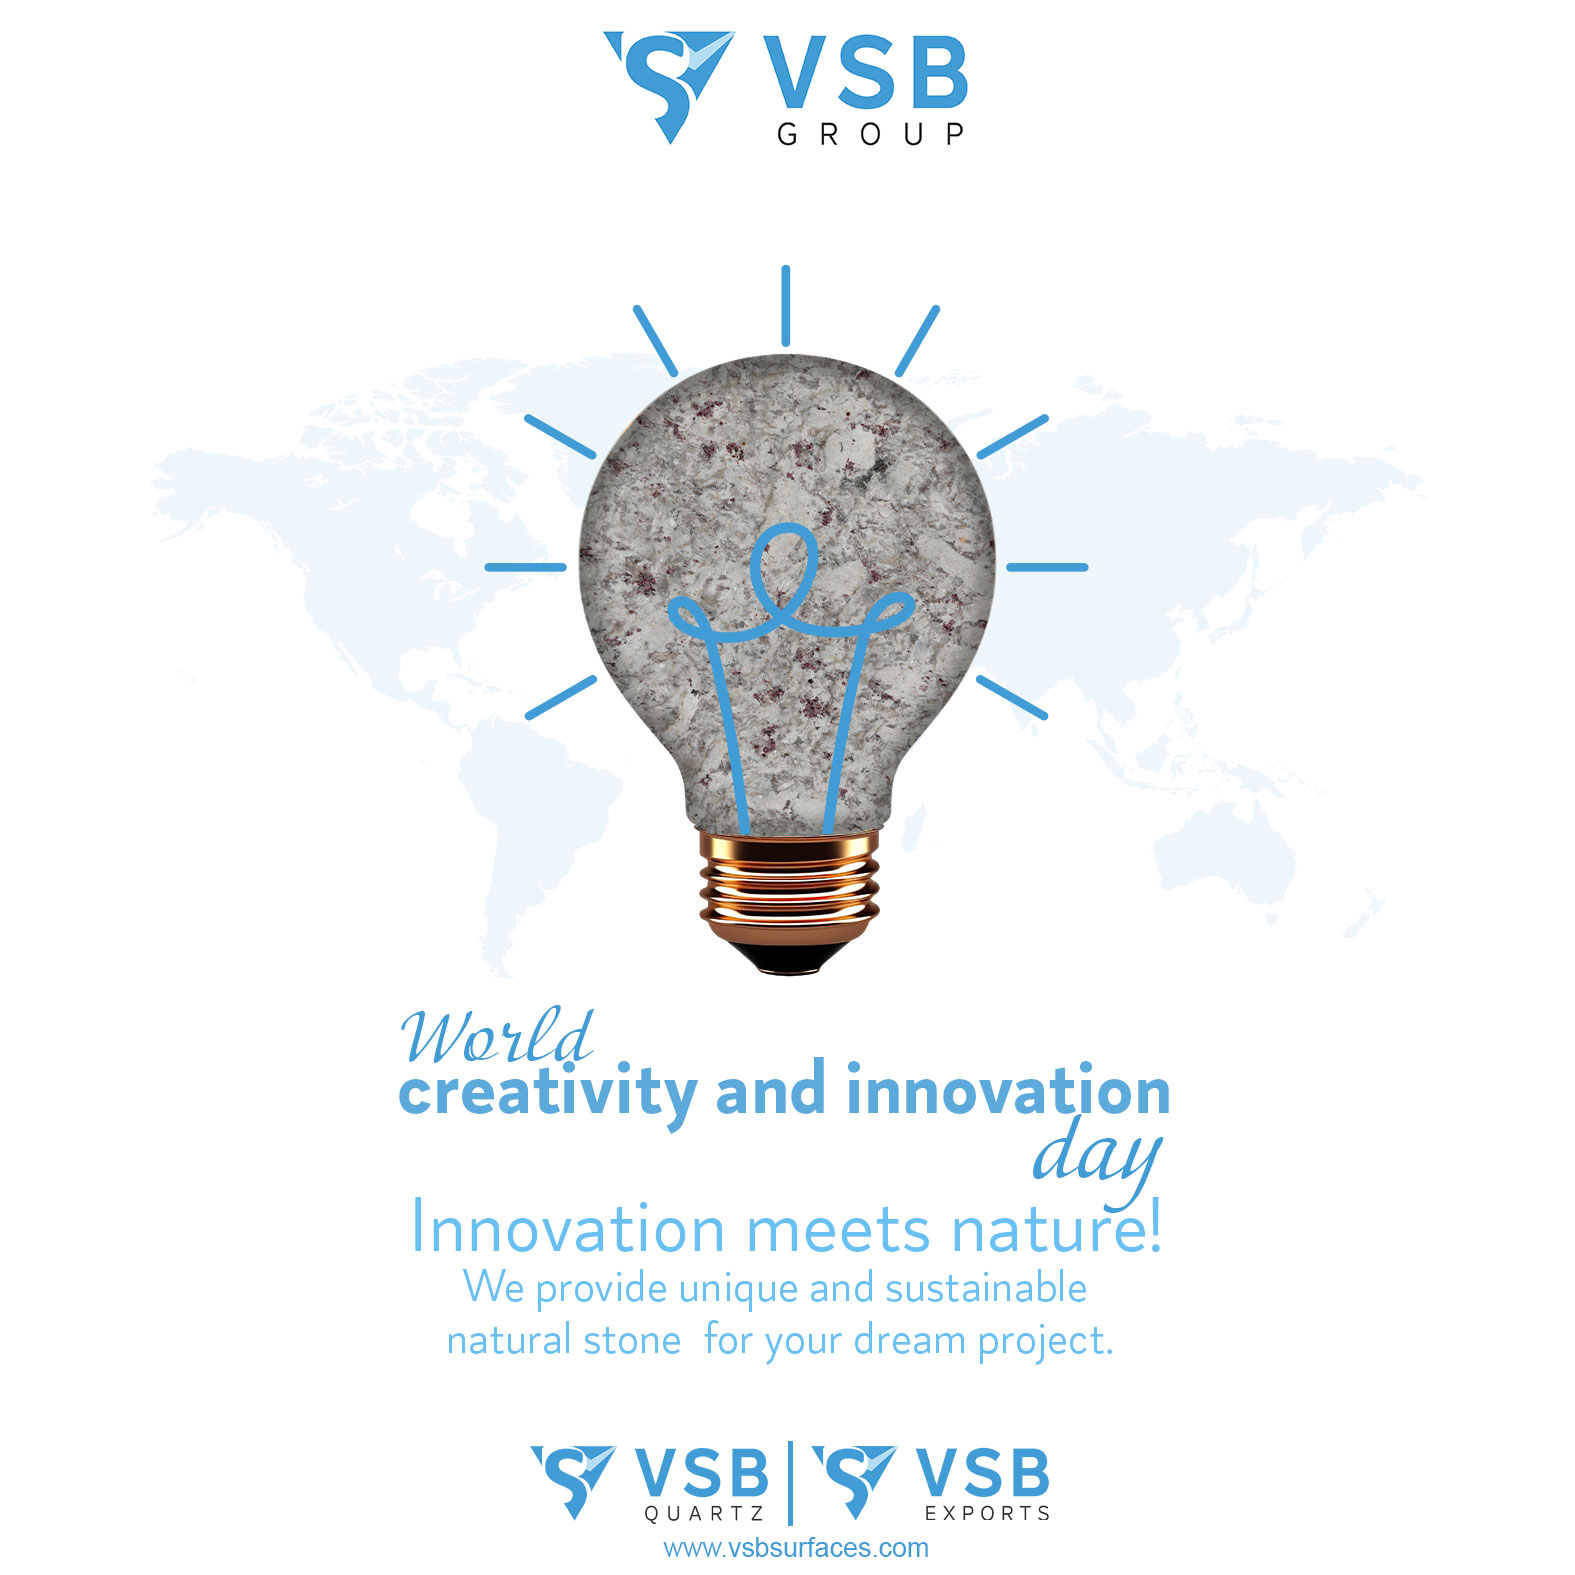 VSB
GROUP
World
creativity and innovation
day
Innovation meets nature!
We provide unique and sustainable
natural stone for your dream project.
VSB
QUARTZ
VSB
EXPORTS
www.vsbsurfaces.com